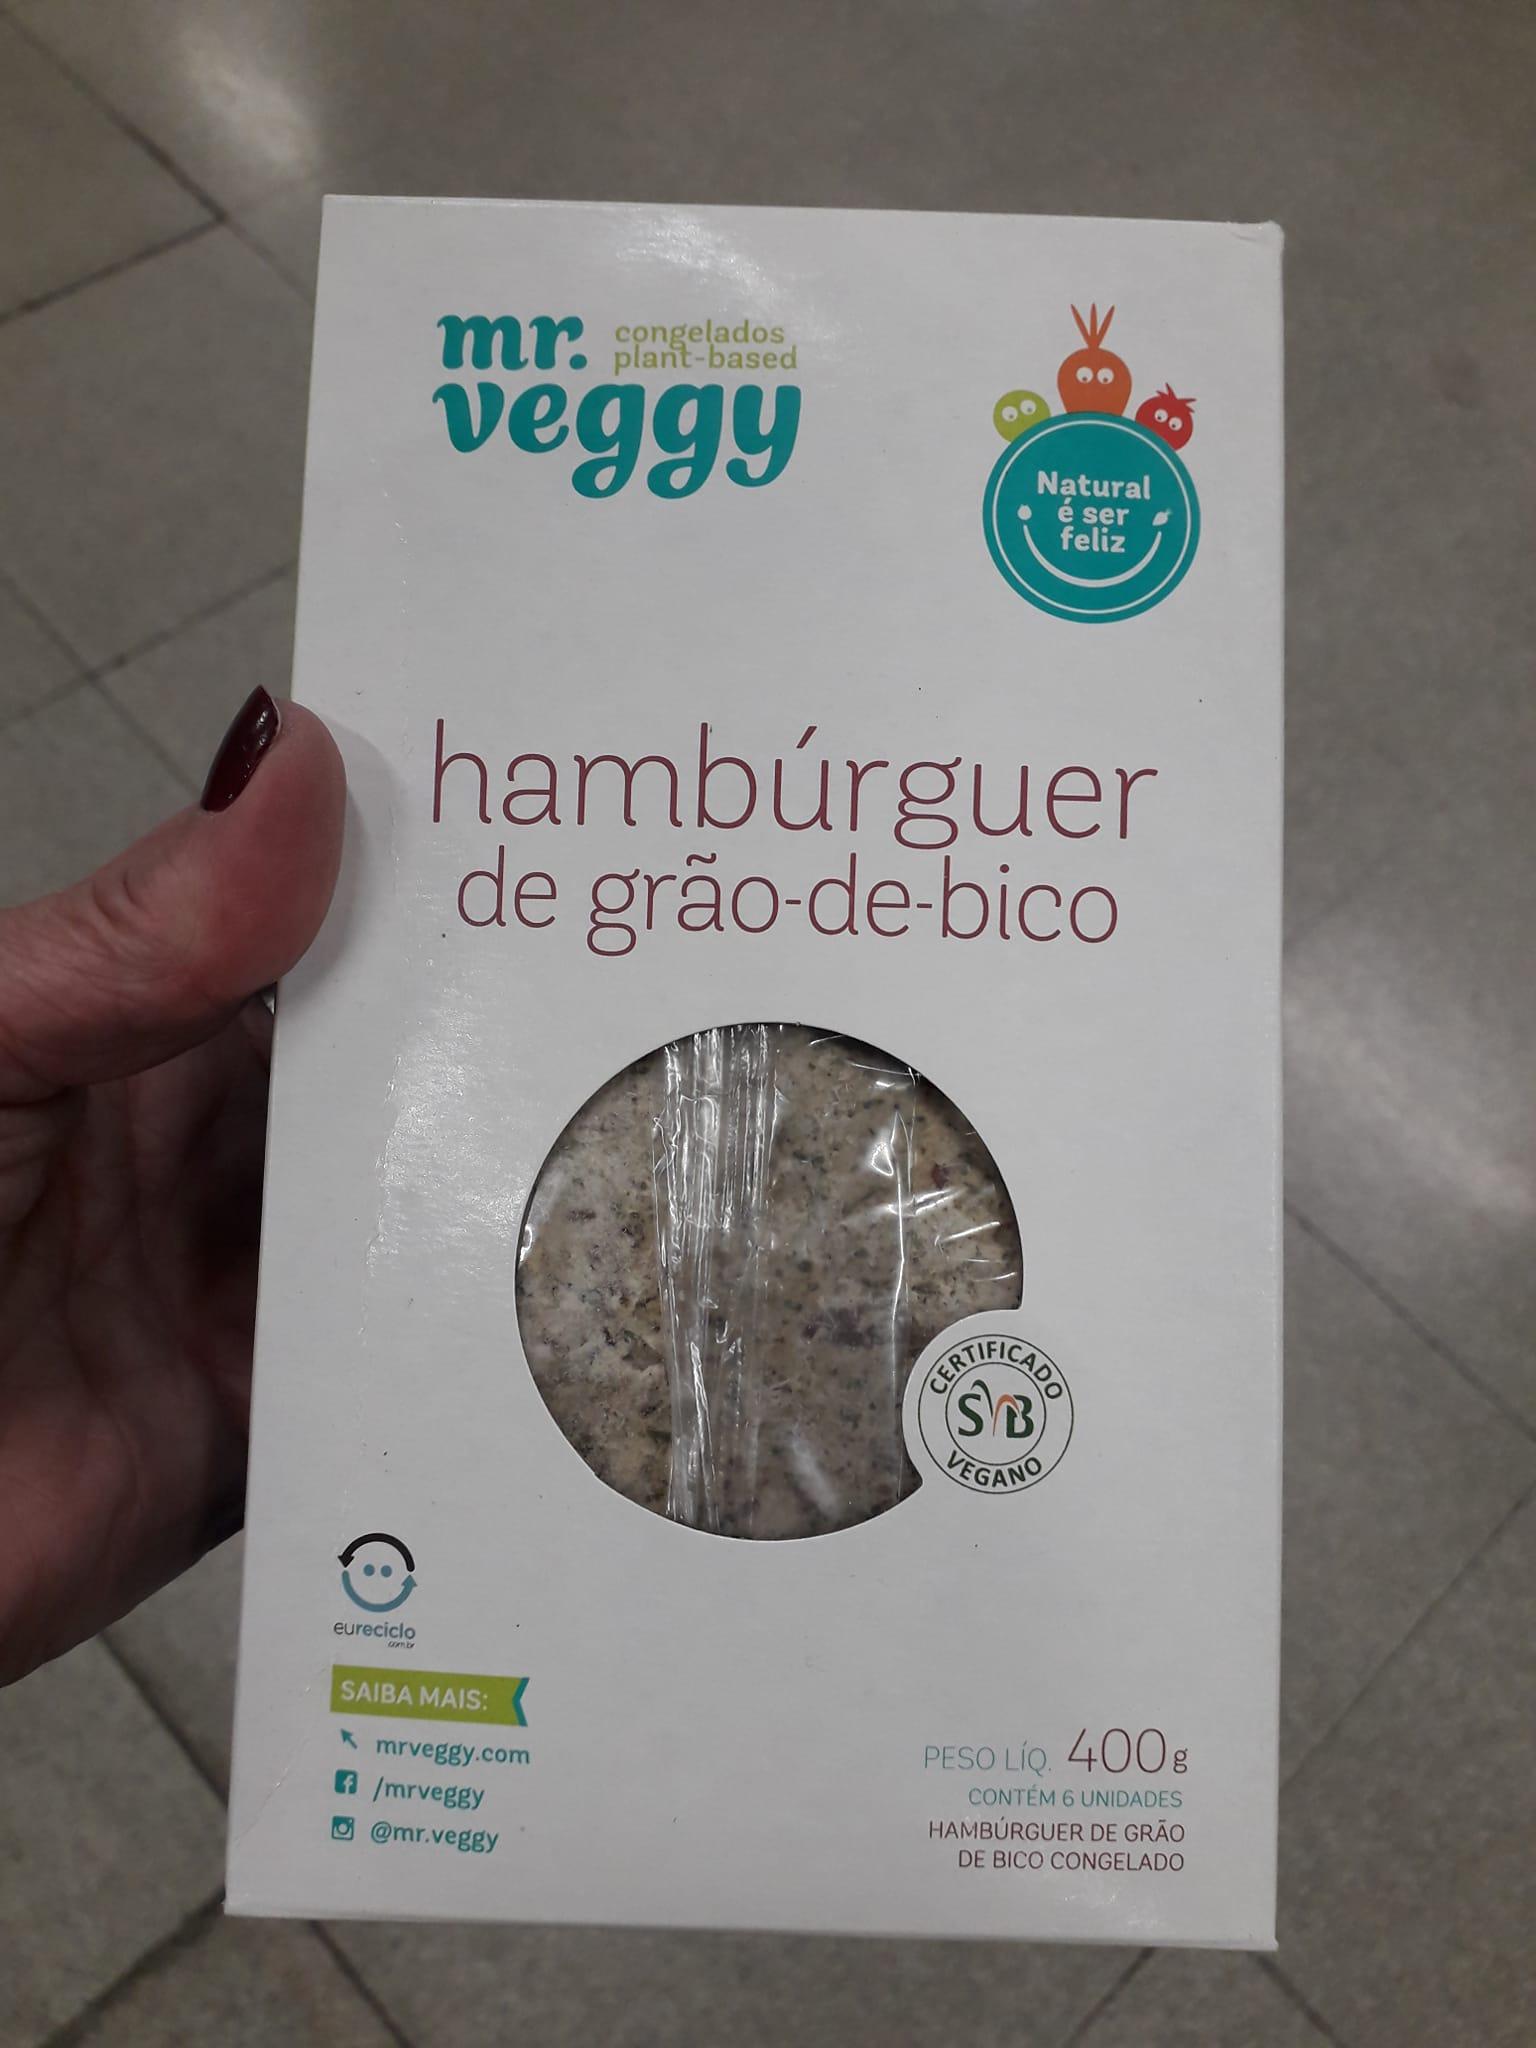 mr. congelados
plant-based
veggy
Natural
é ser
feliz
hambúrguer
de grão-de-bico
CERTIFICADO
SVB
VEGANO
eureciclo
.com.br
SAIBA MAIS:
mrveggy.com
/mrveggy
@mr.veggy
PESO LÍQ. 400g
CONTÉM 6 UNIDADES
HAMBÚRGUER DE GRÃO
DE BICO CONGELADO